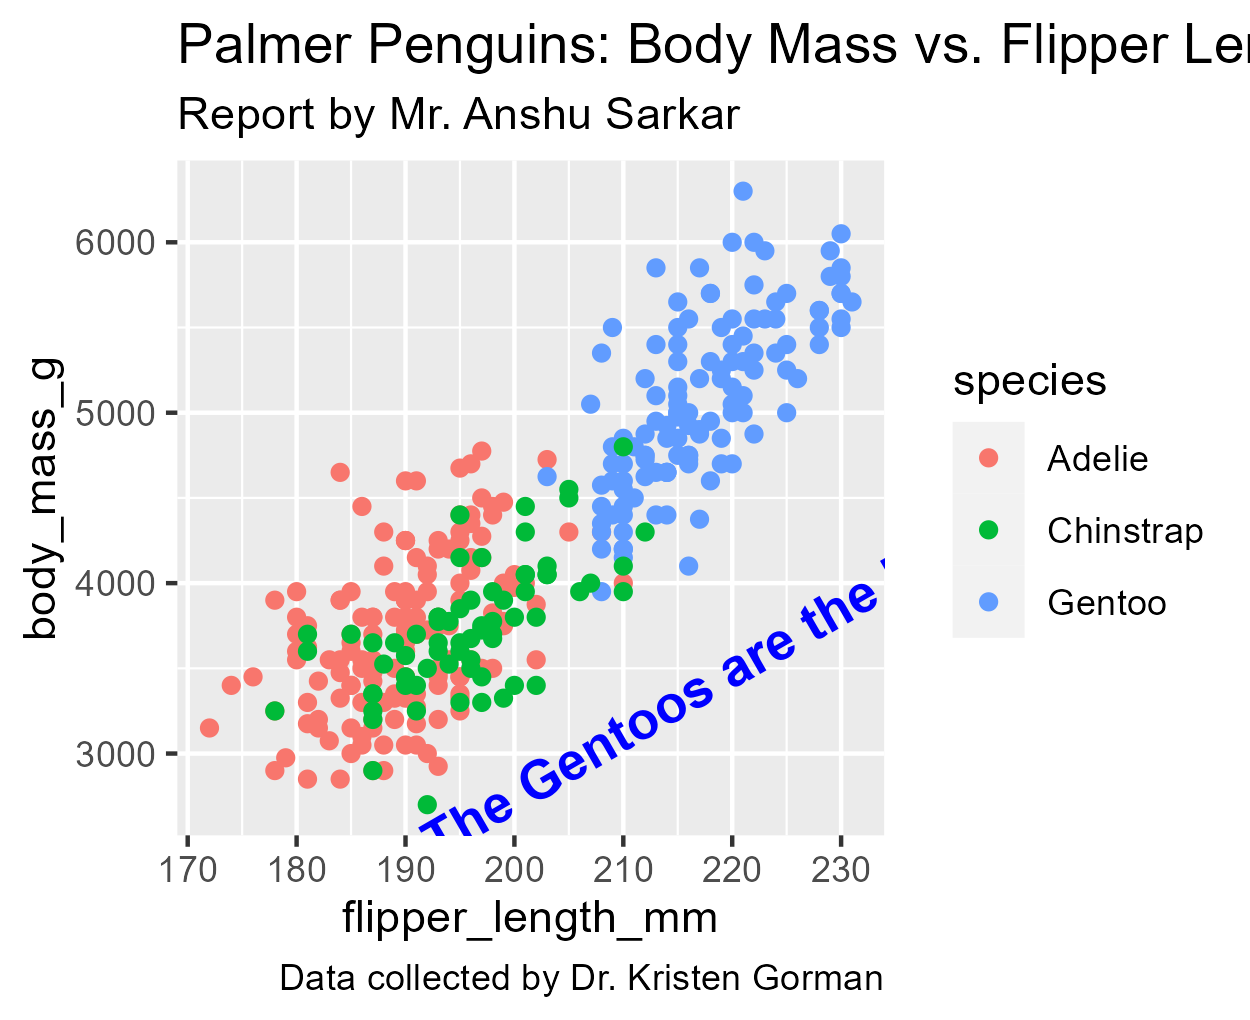 Palmer Penguins: Body Mass vs. Flipper
Report by Mr. Anshu Sarkar
6000
5000
4000
3000
body_mass_g
The Gentoos are the
170 180 190 200 210 220 230
flipper_length_mm
species
Adelie
Chinstrap
Gentoo
Data collected by Dr. Kristen Gorman